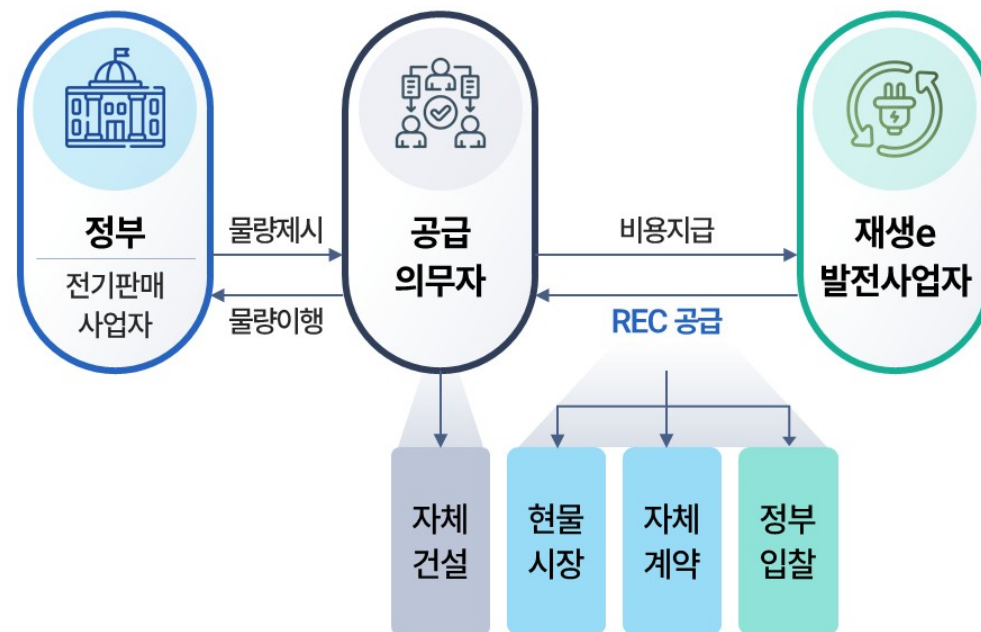 정부
전기판매
사업자
물량제시
물량이행
공급
의무자
비용지급
REC 공급
재생e
발전사업자
자체
건설
현물
시장
자체
계약
정부
입찰